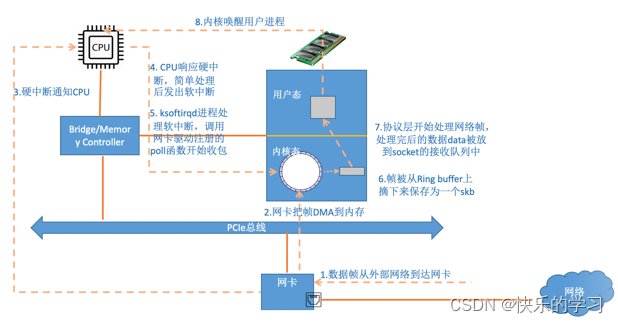 8.内核唤醒用户进程
CPU
3.硬中断通知CPU
4. CPU响应硬中
断，简单处理
后发出软中断
用户态
Bridge/Memor
y Controller
5. ksoftirqd进程处
理软中断，调用
网卡驱动注册的
poll函数开始收包
内核态
7.协议层开始处理网络帧，
处理完后的数据data被放
到socket的接收队列中
6.帧被从Ring buffer上
摘下来保存为一个skb
2.网卡把帧DMA到内存
PCIe总线
1.数据帧从外部网络到达网卡
网卡
网络
CSDN @快乐的学习